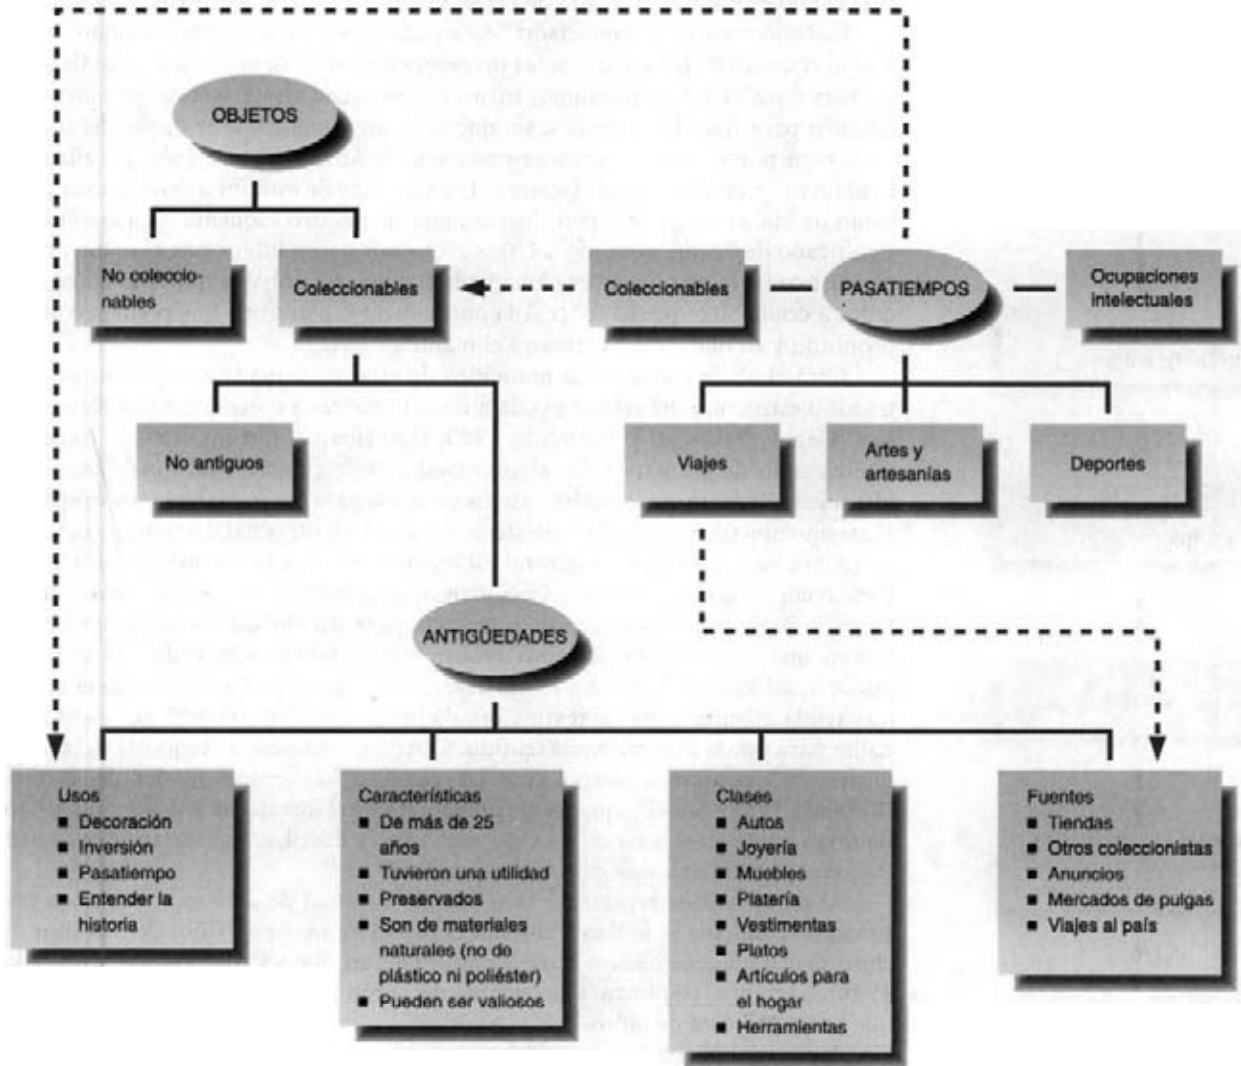 OBJETOS
No coleccio-
nables
Coleccionables
Coleccionables
PASATIEMPOS
Ocupaciones
intelectuales
No antiguos
Viajes
Artes y
artesanías
Deportes
ANTIGÜEDADES
Usos
■ Decoración
■ Inversión
■ Pasatiempo
■ Entender la
historia
Características
■ De más de 25
años
■ Tuvieron una utilidad
■ Preservados
■ Son de materiales
naturales (no de
plástico ni poliéster)
■ Pueden ser valiosos
Clases
■ Autos
■ Joyería
■ Muebles
■ Platería
■ Vestimentas
■ Platos
■ Artículos para
el hogar
■ Herramientas
Fuentes
■ Tiendas
■ Otros coleccionistas
■ Anuncios
■ Mercados de pulgas
■ Viajes al país